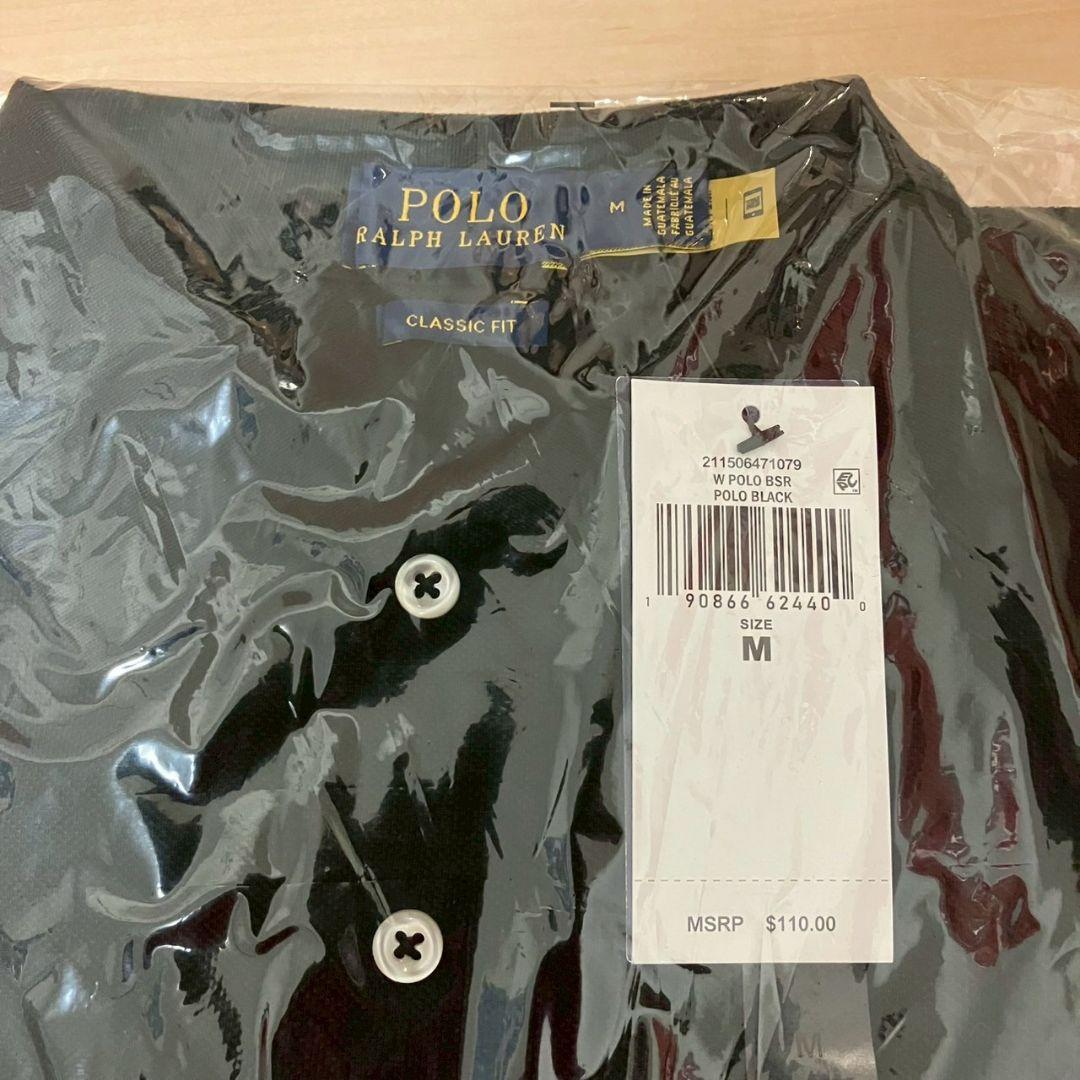 POLO
RALPH LAUREN
M
MADE IN
GUATEMALA
FABRIQUÉ AU
GUATEMALA
CLASSIC FIT
211506471079
W POLO BSR
POLO BLACK
1 90866 62440 0
SIZE
M
MSRP $110.00
M